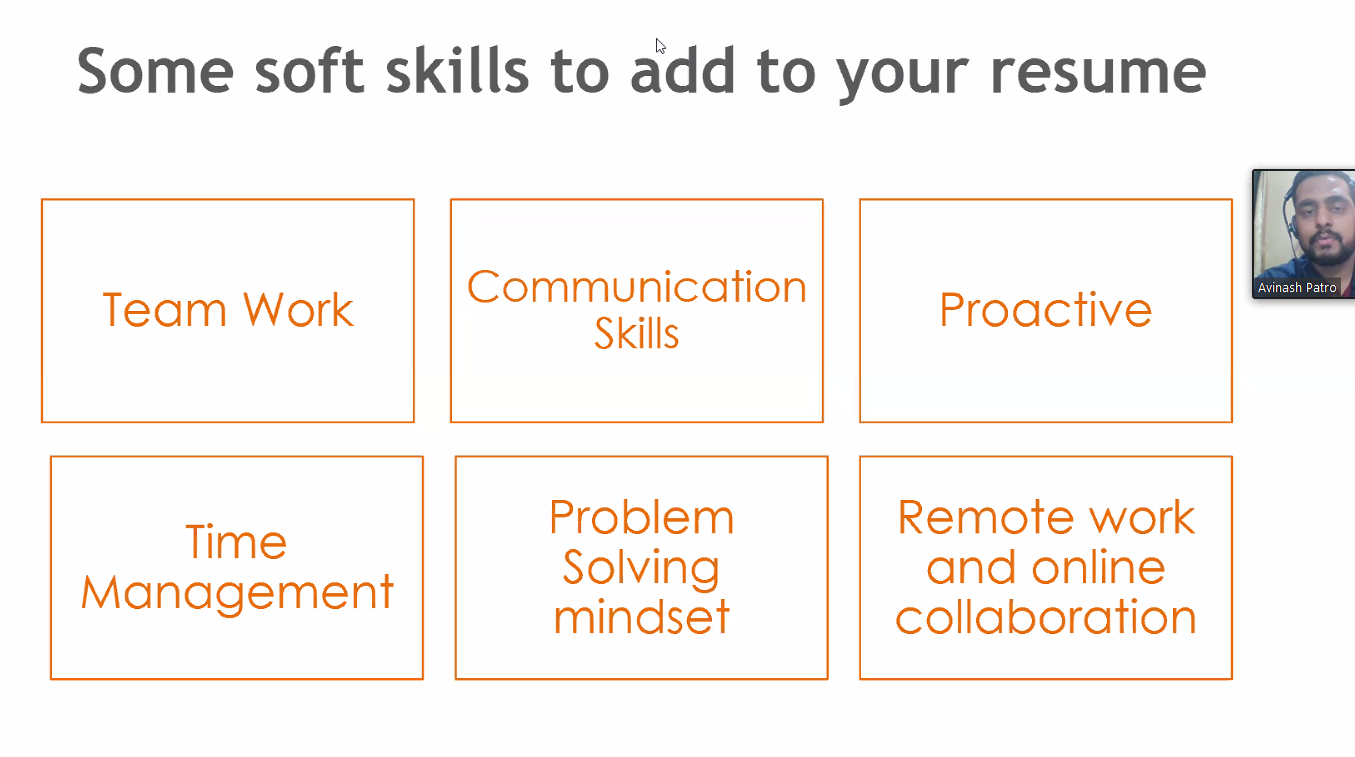 Some soft skills to add to your resume
Team Work
Communication
Skills
Proactive
Avinash Patro
Time
Management
Problem
Solving
mindset
Remote work
and online
collaboration